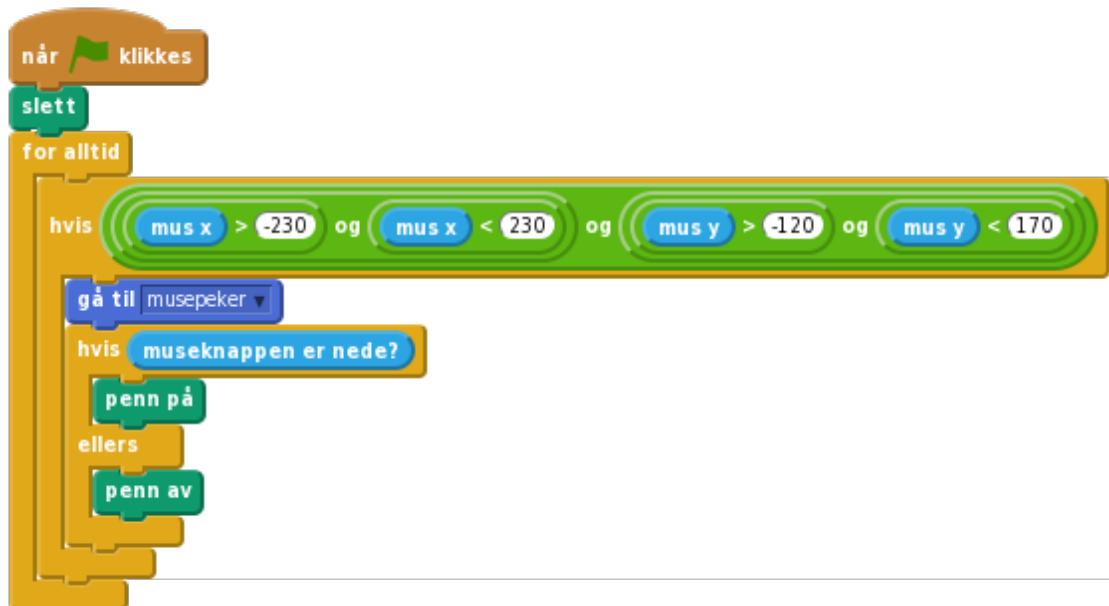 når klikkes
slett
for alltid
hvis mus x > -230 og mus x < 230 og mus y > -120 og mus y < 170
gå til musepeker
hvis museknappen er nede?
penn på
ellers
penn av